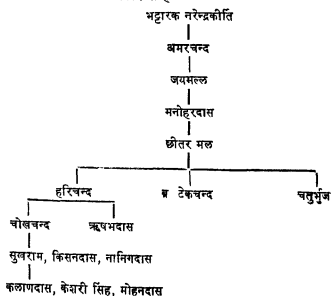 भट्टारक नरेन्द्रकीर्ति
अमरचन्द
जयमल्ल
मनोहरदास
छीतर मल
हरिचन्द ब्र टेकचन्द चतुर्भुज
चोखचन्द ऋषभदास
सुखराम, किसनदास, नानिगदास
कलाणदास, केशरी सिंह, मोहनदास